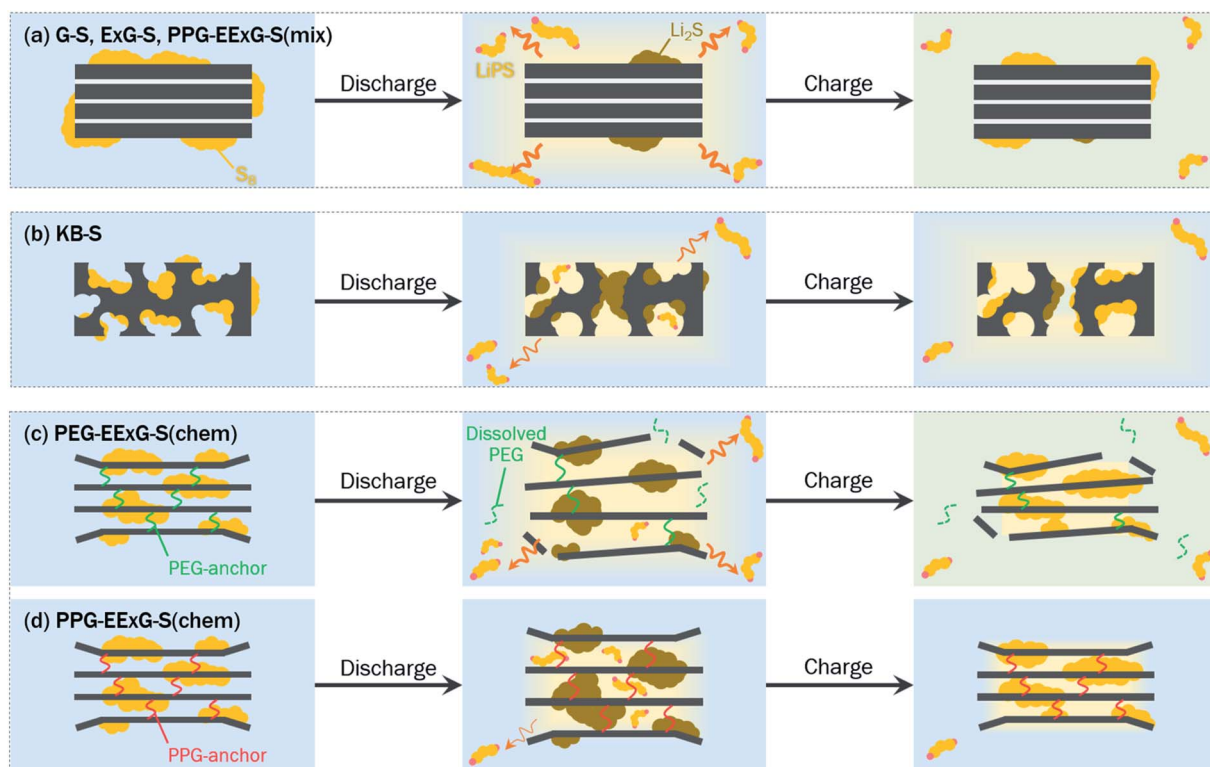 (a) G-S, ExG-S, PPG-EExG-S(mix)
Discharge
LiPS
Li₂S
Charge
S₈
(b) KB-S
Discharge
Charge
(c) PEG-EExG-S(chem)
Discharge
Dissolved
PEG
Charge
PEG-anchor
(d) PPG-EExG-S(chem)
Discharge
Charge
PPG-anchor